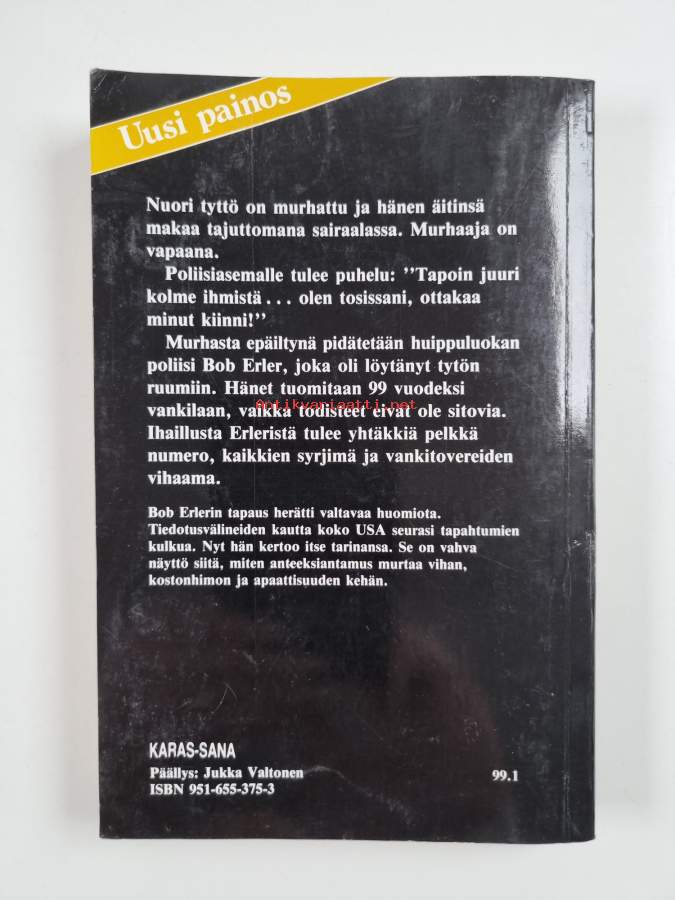 Uusi painos
Nuori tyttö on murhattu ja hänen äitinsä
makaa tajuttomana sairaalassa. Murhaaja on
vapaana.
Poliisiasemalle tulee puhelu: ”Tapoin juuri
kolme ihmistä... olen tosissani, ottakaa
minut kiinni!”
Murhasta epäiltynä pidätetään huippuluokan
poliisi Bob Erler, joka oli löytänyt tytön
ruumiin. Hänet tuomitaan 99 vuodeksi
vankilaan, vaikka todisteet eivät ole sitovia.
Antikvariaatti.net
Ihaillusta Erleristä tulee yhtäkkiä pelkkä
numero, kaikkien syrjimä ja vankitovereiden
vihaama.
Bob Erlerin tapaus herätti valtavaa huomiota.
Tiedotusvälineiden kautta koko USA seurasi tapahtumien
kulkua. Nyt hän kertoo itse tarinansa. Se on vahva
näyttö siitä, miten anteeksiantamus murtaa vihan,
kostonhimon ja apaattisuuden kehän.
KARAS-SANA
Päällys: Jukka Valtonen 99.1
ISBN 951-655-375-3